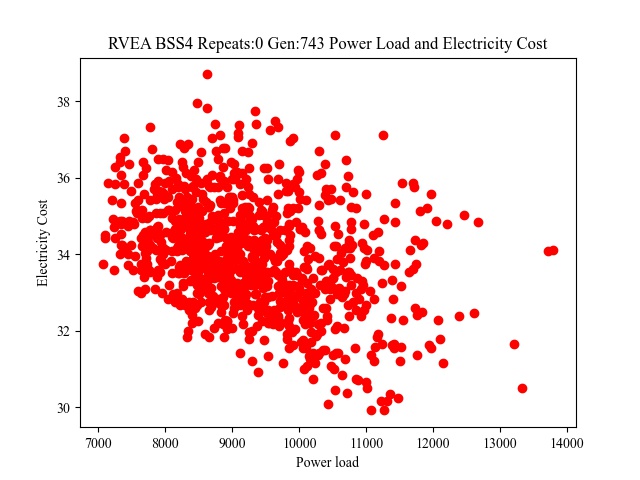 RVEA BSS4 Repeats:0 Gen:743 Power Load and Electricity Cost
Electricity Cost
38
36
34
32
30
7000 8000 9000 10000 11000 12000 13000 14000
Power load